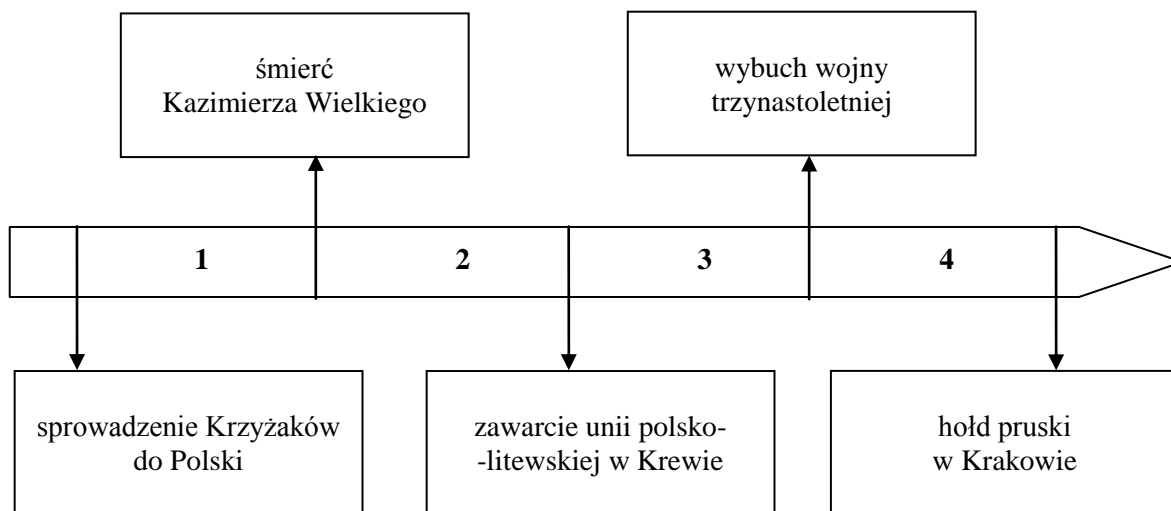 śmierć
Kazimierza Wielkiego
wybuch wojny
trzynastoletniej
1
2
3
4
sprowadzenie Krzyżaków
do Polski
zawarcie unii polsko-
-litewskiej w Krewie
hołd pruski
w Krakowie